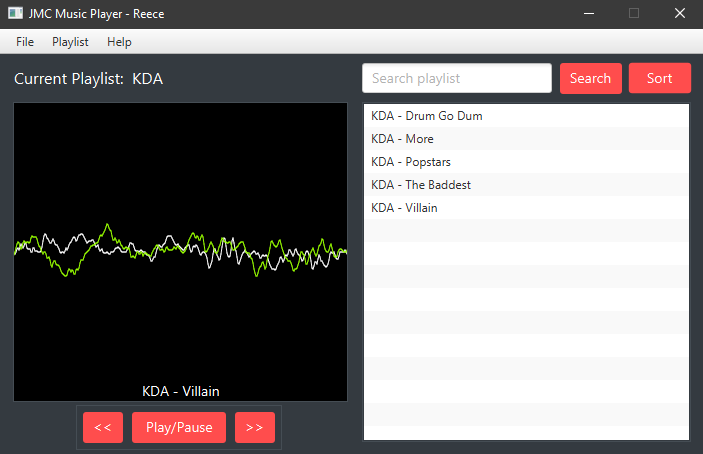 JMC Music Player - Reece
File Playlist Help
Current Playlist: KDA
Search playlist Search Sort
KDA - Drum Go Dum
KDA - More
KDA - Popstars
KDA - The Baddest
KDA - Villain
KDA - Villain
<< Play/Pause >>